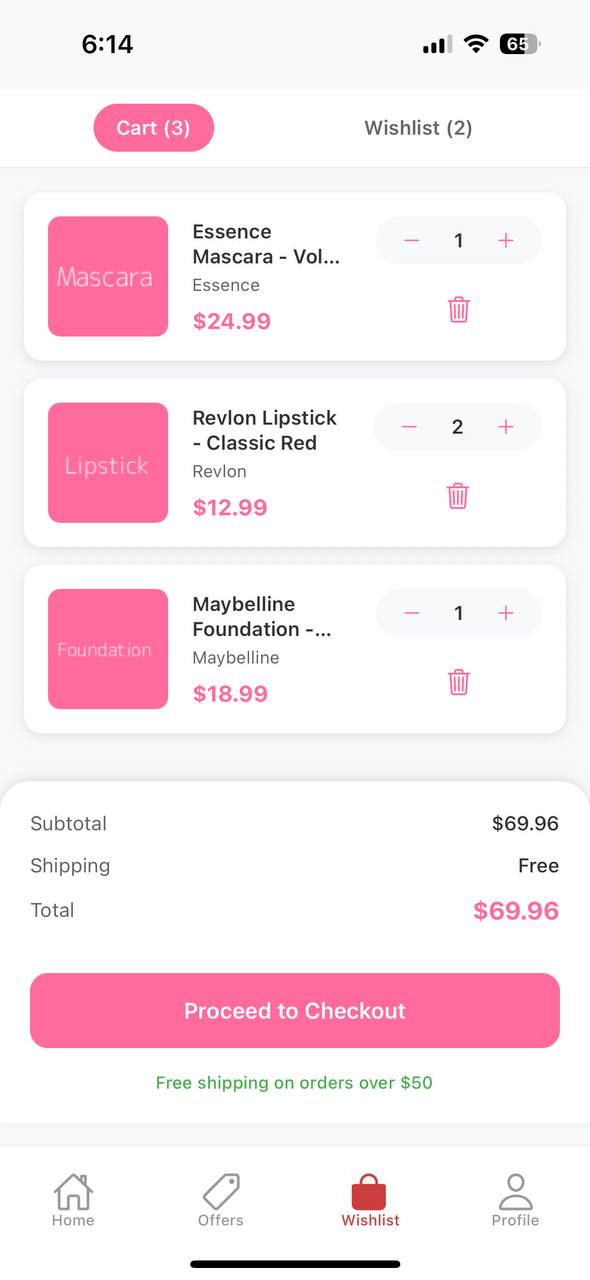 6:14
65
Cart (3)
Wishlist (2)
Mascara
Essence
Mascara - Vol...
Essence
$24.99
1
Lipstick
Revlon Lipstick
- Classic Red
Revlon
$12.99
2
Foundation
Maybelline
Foundation -...
Maybelline
$18.99
1
Subtotal $69.96
Shipping Free
Total $69.96
Proceed to Checkout
Free shipping on orders over $50
Home
Offers
Wishlist
Profile